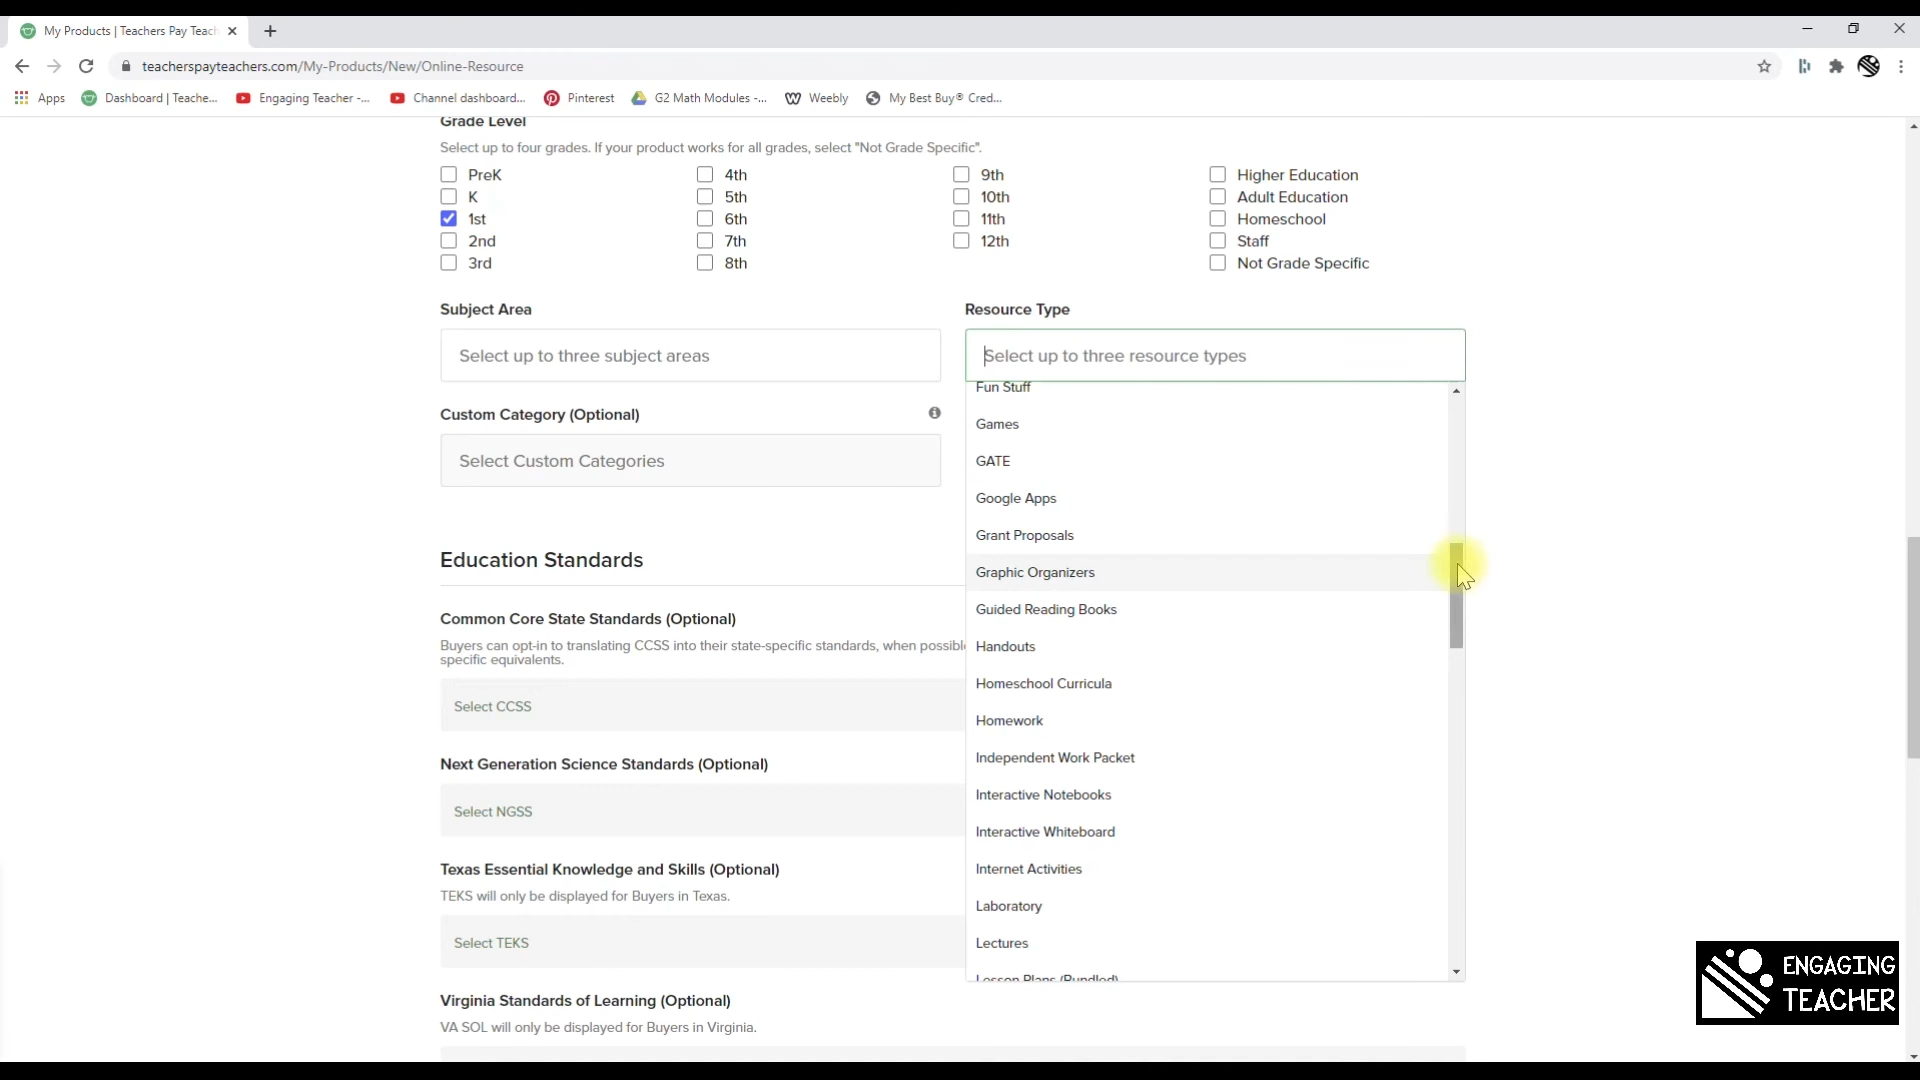 My Products | Teachers Pay Teach
teacherspayteachers.com/My-Products/New/Online-Resource
Apps
Dashboard | Teache...
Engaging Teacher -...
Channel dashboard...
Pinterest
G2 Math Modules -...
Weebly
My Best Buy® Cred...
Grade Level
Select up to four grades. If your product works for all grades, select "Not Grade Specific".
PreK
K
1st
2nd
3rd
4th
5th
6th
7th
8th
9th
10th
11th
12th
Higher Education
Adult Education
Homeschool
Staff
Not Grade Specific
Subject Area
Select up to three subject areas
Custom Category (Optional)
Select Custom Categories
Resource Type
Select up to three resource types
Fun Stuff
Games
GATE
Google Apps
Grant Proposals
Graphic Organizers
Guided Reading Books
Handouts
Homeschool Curricula
Homework
Independent Work Packet
Interactive Notebooks
Interactive Whiteboard
Internet Activities
Laboratory
Lectures
Lesson Plans (Bundled)
Education Standards
Common Core State Standards (Optional)
Buyers can opt-in to translating CCSS into their state-specific standards, when possible
specific equivalents.
Select CCSS
Next Generation Science Standards (Optional)
Select NGSS
Texas Essential Knowledge and Skills (Optional)
TEKS will only be displayed for Buyers in Texas.
Select TEKS
Virginia Standards of Learning (Optional)
VA SOL will only be displayed for Buyers in Virginia.
ENGAGING
TEACHER